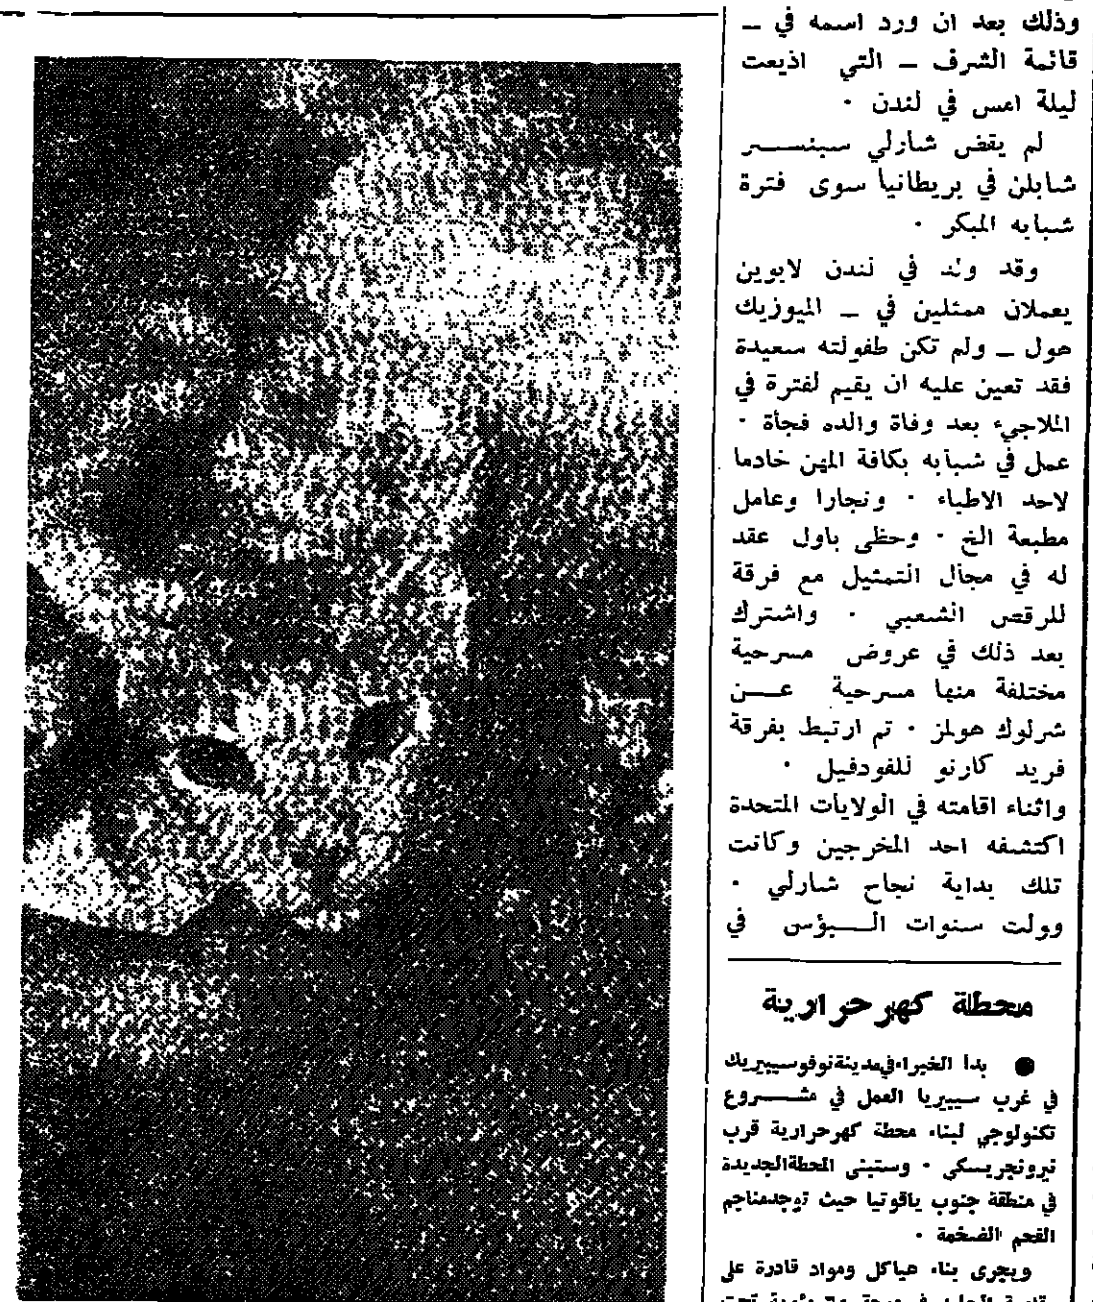 وذلك بعد ان ورد اسمه في ـ
قائمة الشرف ـ التي اذيعت
ليلة امس في لندن ٠
لم يقض شارلي سبنسر
شابلن في بريطانيا سوى فترة
شبابه المبكر ٠
وقد ولد في لندن لابوين
يعملان ممثلين في ـ الميوزيك
هول ـ ولم تكن طفولته سعيدة
فقد تعين عليه ان يقيم لفترة في
الملاجيء بعد وفاة والده فجأة ٠
عمل في شبابه بكافة المهن خادما
لاحد الاطباء ٠ ونجارا وعامل
مطبعة الخ ٠ وحظى باول عقد
له في مجال التمثيل مع فرقة
للرقص الشعبي ٠ واشترك
بعد ذلك في عروض مسرحية
مختلفة منها مسرحية عن
شرلوك هولمز ٠ تم ارتبط بفرقة
فريد كارنو للفودفيل ٠
واثناء اقامته في الولايات المتحدة
اكتشفه احد المخرجين وكانت
تلك بداية نجاح شارلي ٠
وولت سنوات البؤس في
محطة كهرحرارية
● بدأ الخبراء في مدينة نوفوسيبيريك
في غرب سيبيريا العمل في مشروع
تكنولوجي لبناء محطة كهرحرارية قرب
نيرونجريسكي ٠ وستبنى المحطة الجديدة
في منطقة جنوب ياقوتيا حيث توجد مناجم
الفحم الضخمة ٠
ويجرى بناء هياكل ومواد قادرة على